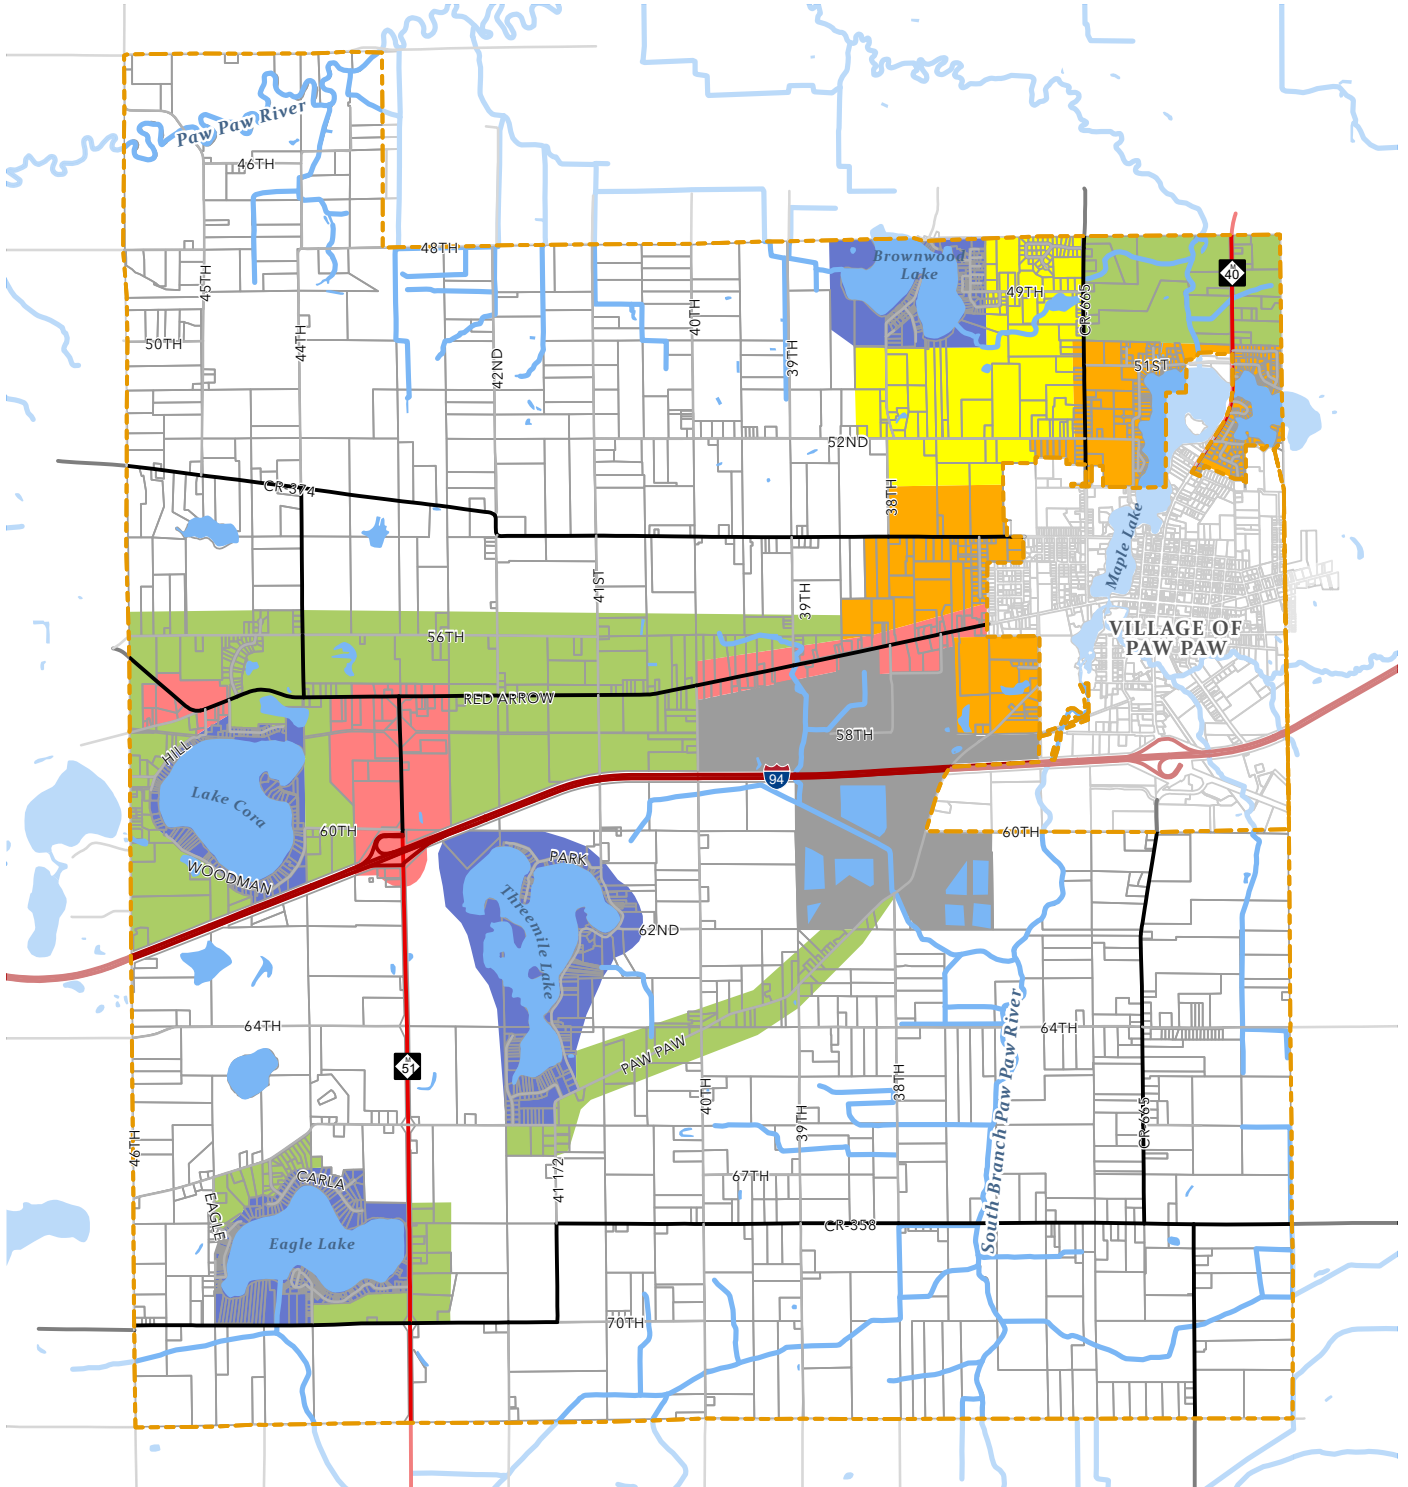 Paw Paw River
46TH
48TH
Brownwood
Lake
M
40
45TH
49TH
CR-665
50TH
44TH
40TH
39TH
42ND
51ST
52ND
CR-374
38TH
Maple Lake
41ST
39TH
56TH
VILLAGE OF
PAW PAW
RED ARROW
58TH
HILL
94
Lake Cora
60TH
60TH
WOODMAN
PARK
Threemile Lake
62ND
64TH
64TH
PAW PAW
M
51
South Branch Paw Paw River
40TH
38TH
39TH
CR-665
46TH
67TH
41 1/2
CARLA
EAGLE
CR-358
Eagle Lake
70TH